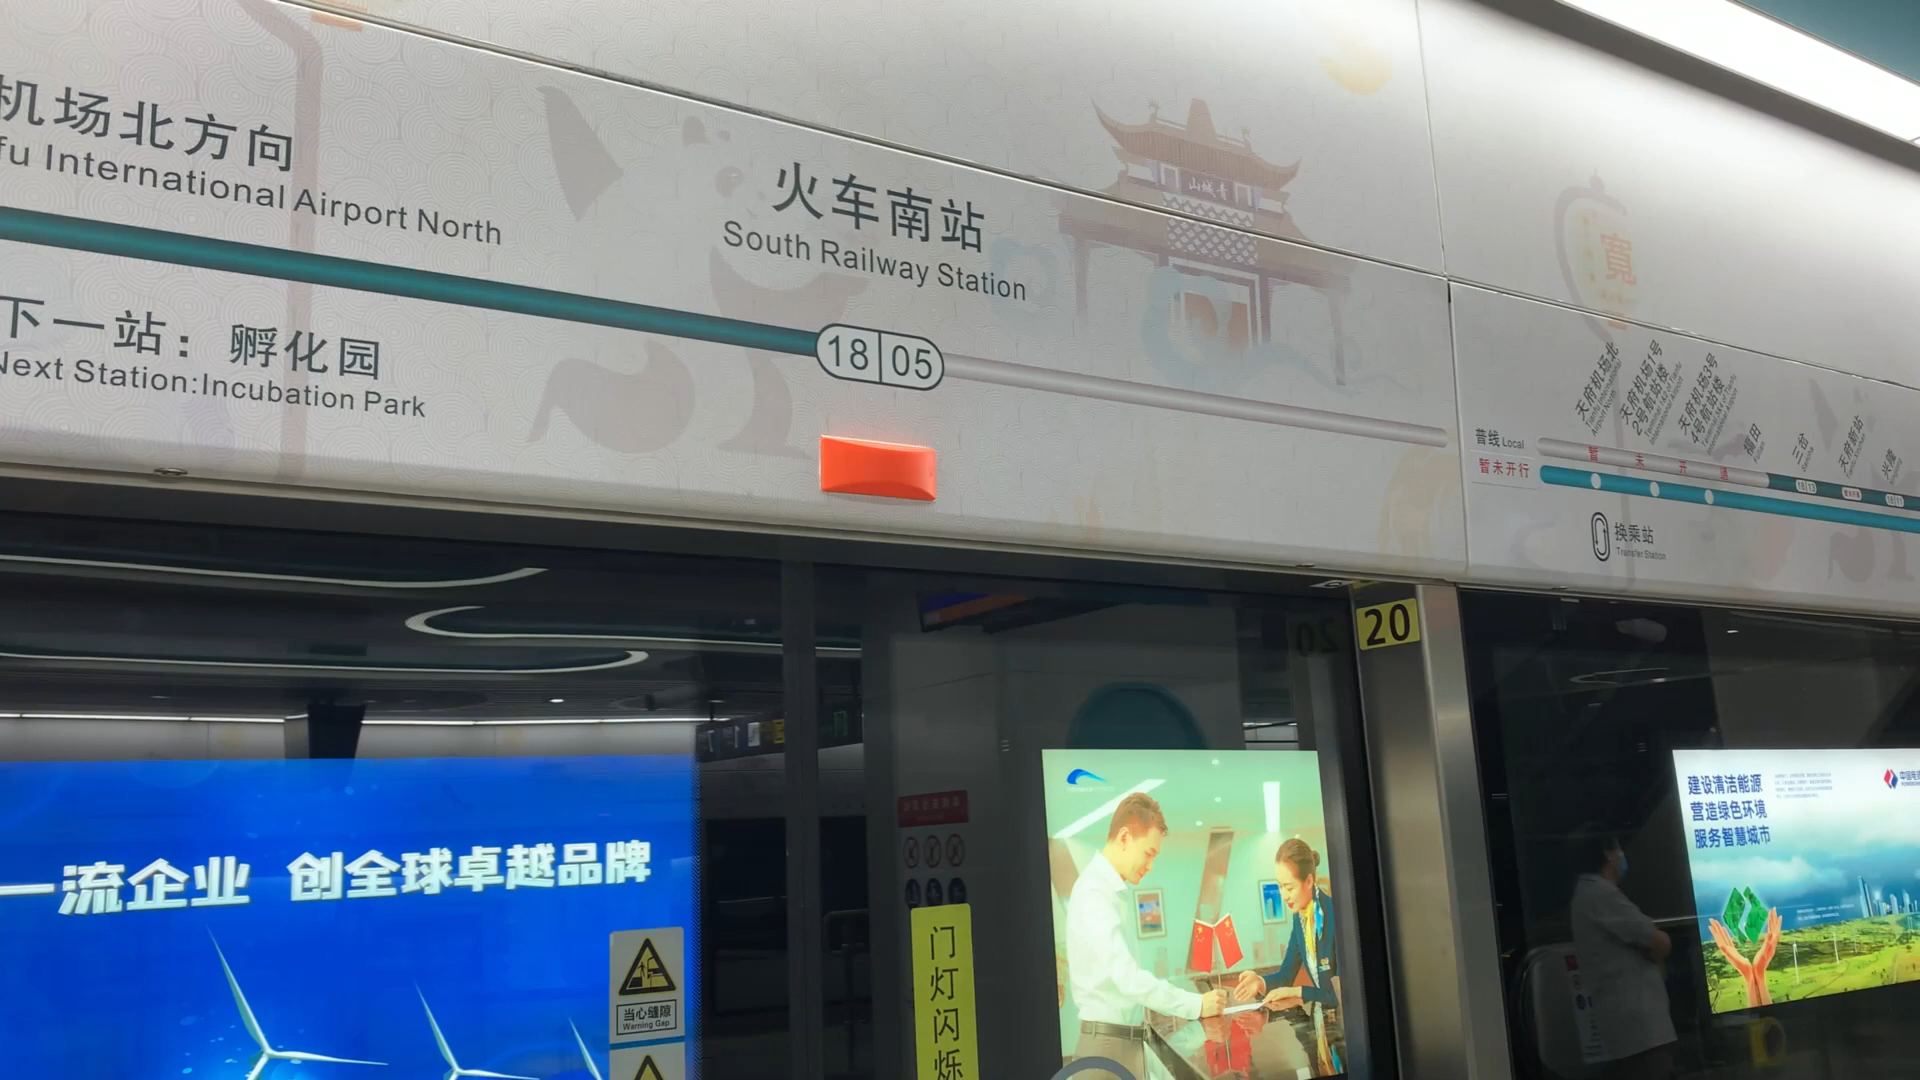 机场北方向
fu International Airport North
下一站：孵化园
Next Station:Incubation Park
火车南站
South Railway Station
18 05
山城青
寬
天府机场北
天府机场1号
2号航站楼
天府机场3号
4号航站楼
福田
三岔
天府新站
兴隆
普线 Local
暂未开行
暂未开通
换乘站
Transfer Station
20
一流企业 创全球卓越品牌
当心缝隙
Warning Gap
门灯闪烁
建设清洁能源
营造绿色环境
服务智慧城市